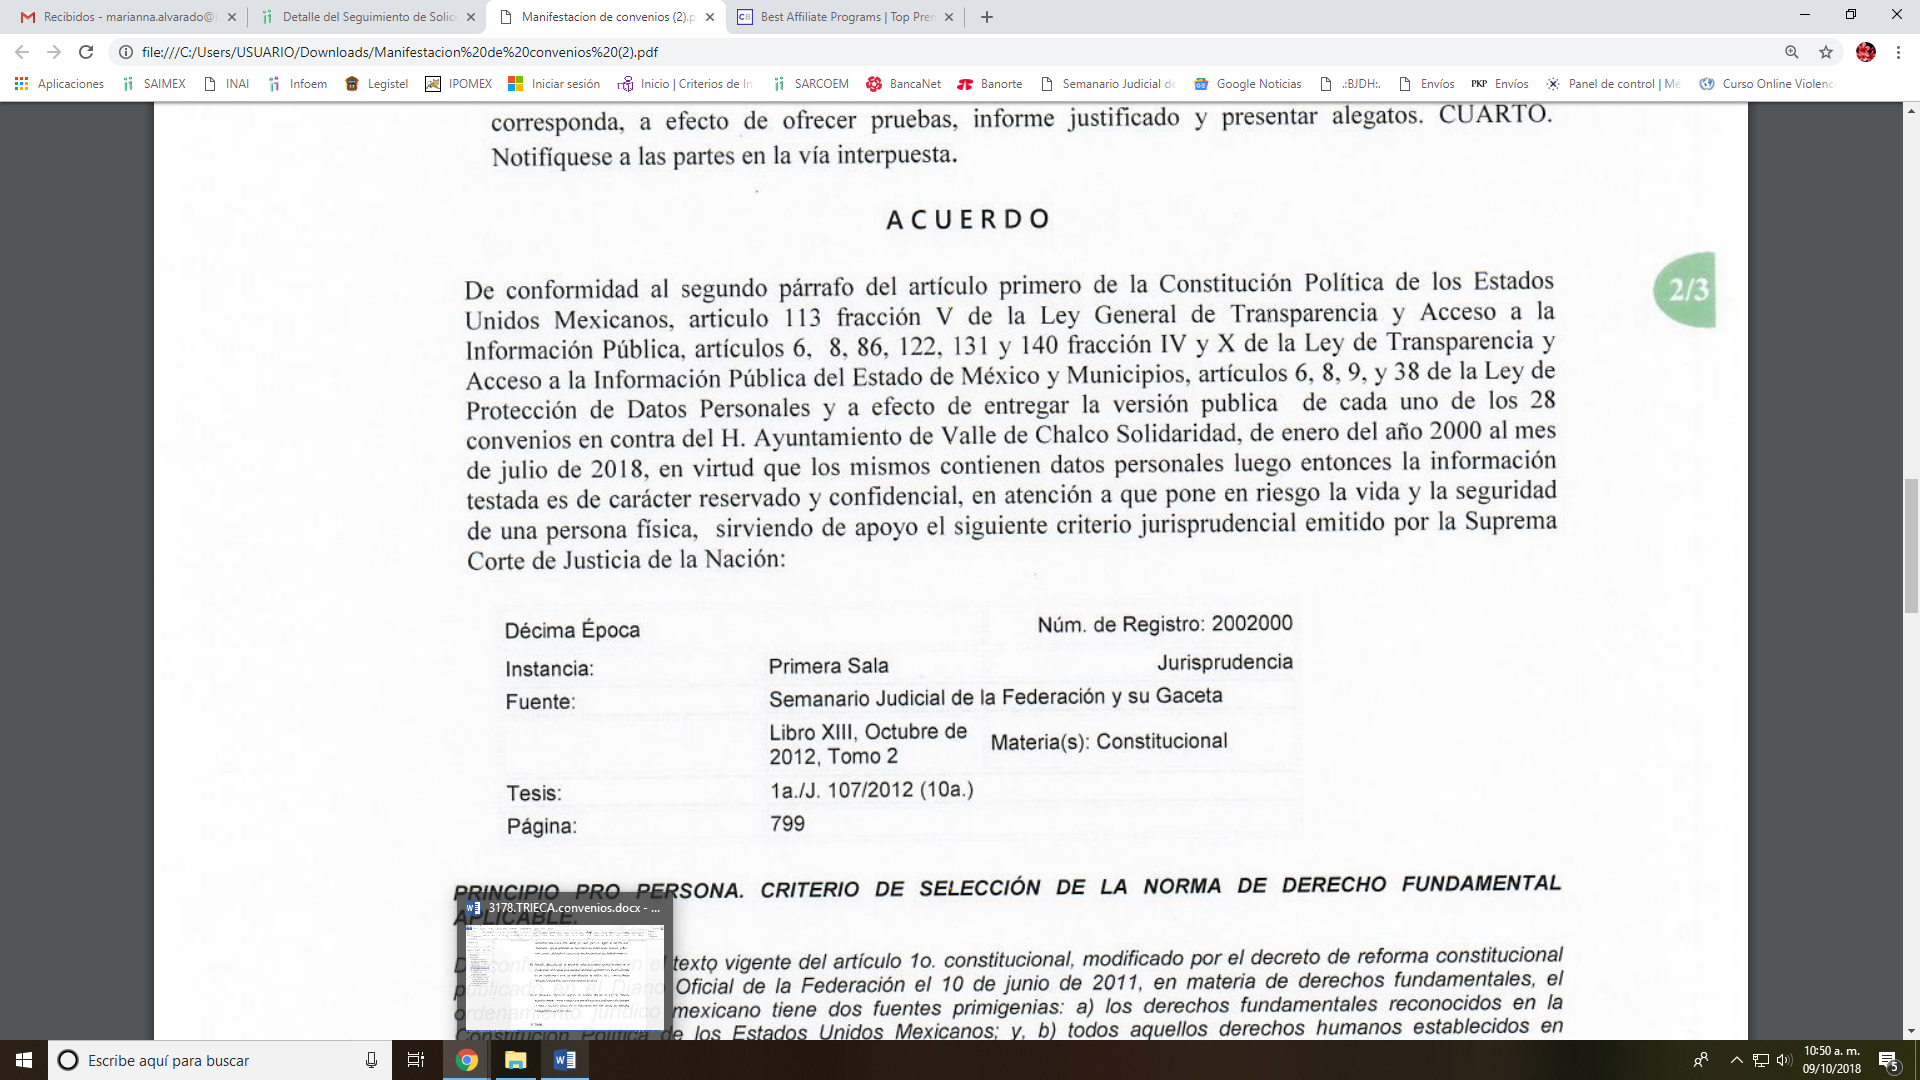 Recibidos - marianna.alvarado@i
Detalle del Seguimiento de Solici
Manifestacion de convenios (2).p
Best Affiliate Programs | Top Pre
file:///C:/Users/USUARIO/Downloads/Manifestacion%20de%20convenios%20(2).pdf
Aplicaciones
SAIMEX
INAI
Infoem
Legistel
IPOMEX
Iniciar sesión
Inicio | Criterios de In
SARCOEM
BancaNet
Banorte
Semanario Judicial de
Google Noticias
.:BJDH:.
Envíos
PKP Envíos
Panel de control | Mé
Curso Online Violenc
corresponda, a efecto de ofrecer pruebas, informe justificado y presentar alegatos. CUARTO.
Notifíquese a las partes en la vía interpuesta.
ACUERDO
2/3
De conformidad al segundo párrafo del artículo primero de la Constitución Política de los Estados
Unidos Mexicanos, articulo 113 fracción V de la Ley General de Transparencia y Acceso a la
Información Pública, artículos 6, 8, 86, 122, 131 y 140 fracción IV y X de la Ley de Transparencia y
Acceso a la Información Pública del Estado de México y Municipios, artículos 6, 8, 9, y 38 de la Ley de
Protección de Datos Personales y a efecto de entregar la versión publica de cada uno de los 28
convenios en contra del H. Ayuntamiento de Valle de Chalco Solidaridad, de enero del año 2000 al mes
de julio de 2018, en virtud que los mismos contienen datos personales luego entonces la información
testada es de carácter reservado y confidencial, en atención a que pone en riesgo la vida y la seguridad
de una persona física, sirviendo de apoyo el siguiente criterio jurisprudencial emitido por la Suprema
Corte de Justicia de la Nación:
Décima Época Núm. de Registro: 2002000
Instancia: Primera Sala Jurisprudencia
Fuente: Semanario Judicial de la Federación y su Gaceta
Libro XIII, Octubre de
2012, Tomo 2
Materia(s): Constitucional
Tesis: 1a./J. 107/2012 (10a.)
Página: 799
PRINCIPIO PRO PERSONA. CRITERIO DE SELECCIÓN DE LA NORMA DE DERECHO FUNDAMENTAL
APLICABLE.
3178.TRIECA.convenios.docx - ...
el texto vigente del artículo 1o. constitucional, modificado por el decreto de reforma constitucional
publicado en el Diario Oficial de la Federación el 10 de junio de 2011, en materia de derechos fundamentales, el
ordenamiento jurídico mexicano tiene dos fuentes primigenias: a) los derechos fundamentales reconocidos en la
Constitución Política de los Estados Unidos Mexicanos; y, b) todos aquellos derechos humanos establecidos en
Escribe aquí para buscar
10:50 a. m.
09/10/2018
5